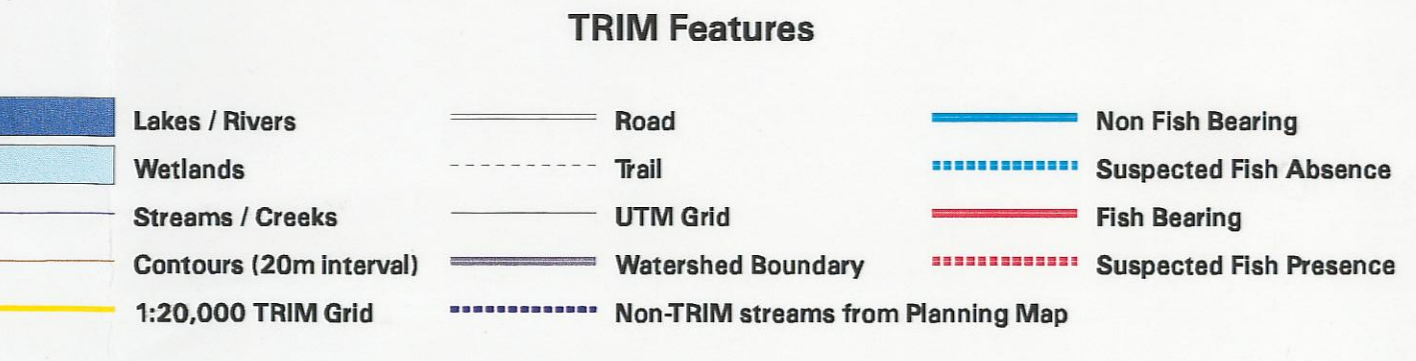 TRIM Features
Lakes / Rivers
Wetlands
Streams / Creeks
Contours (20m interval)
1:20,000 TRIM Grid
Road
Trail
UTM Grid
Watershed Boundary
Non-TRIM streams from Planning Map
Non Fish Bearing
Suspected Fish Absence
Fish Bearing
Suspected Fish Presence